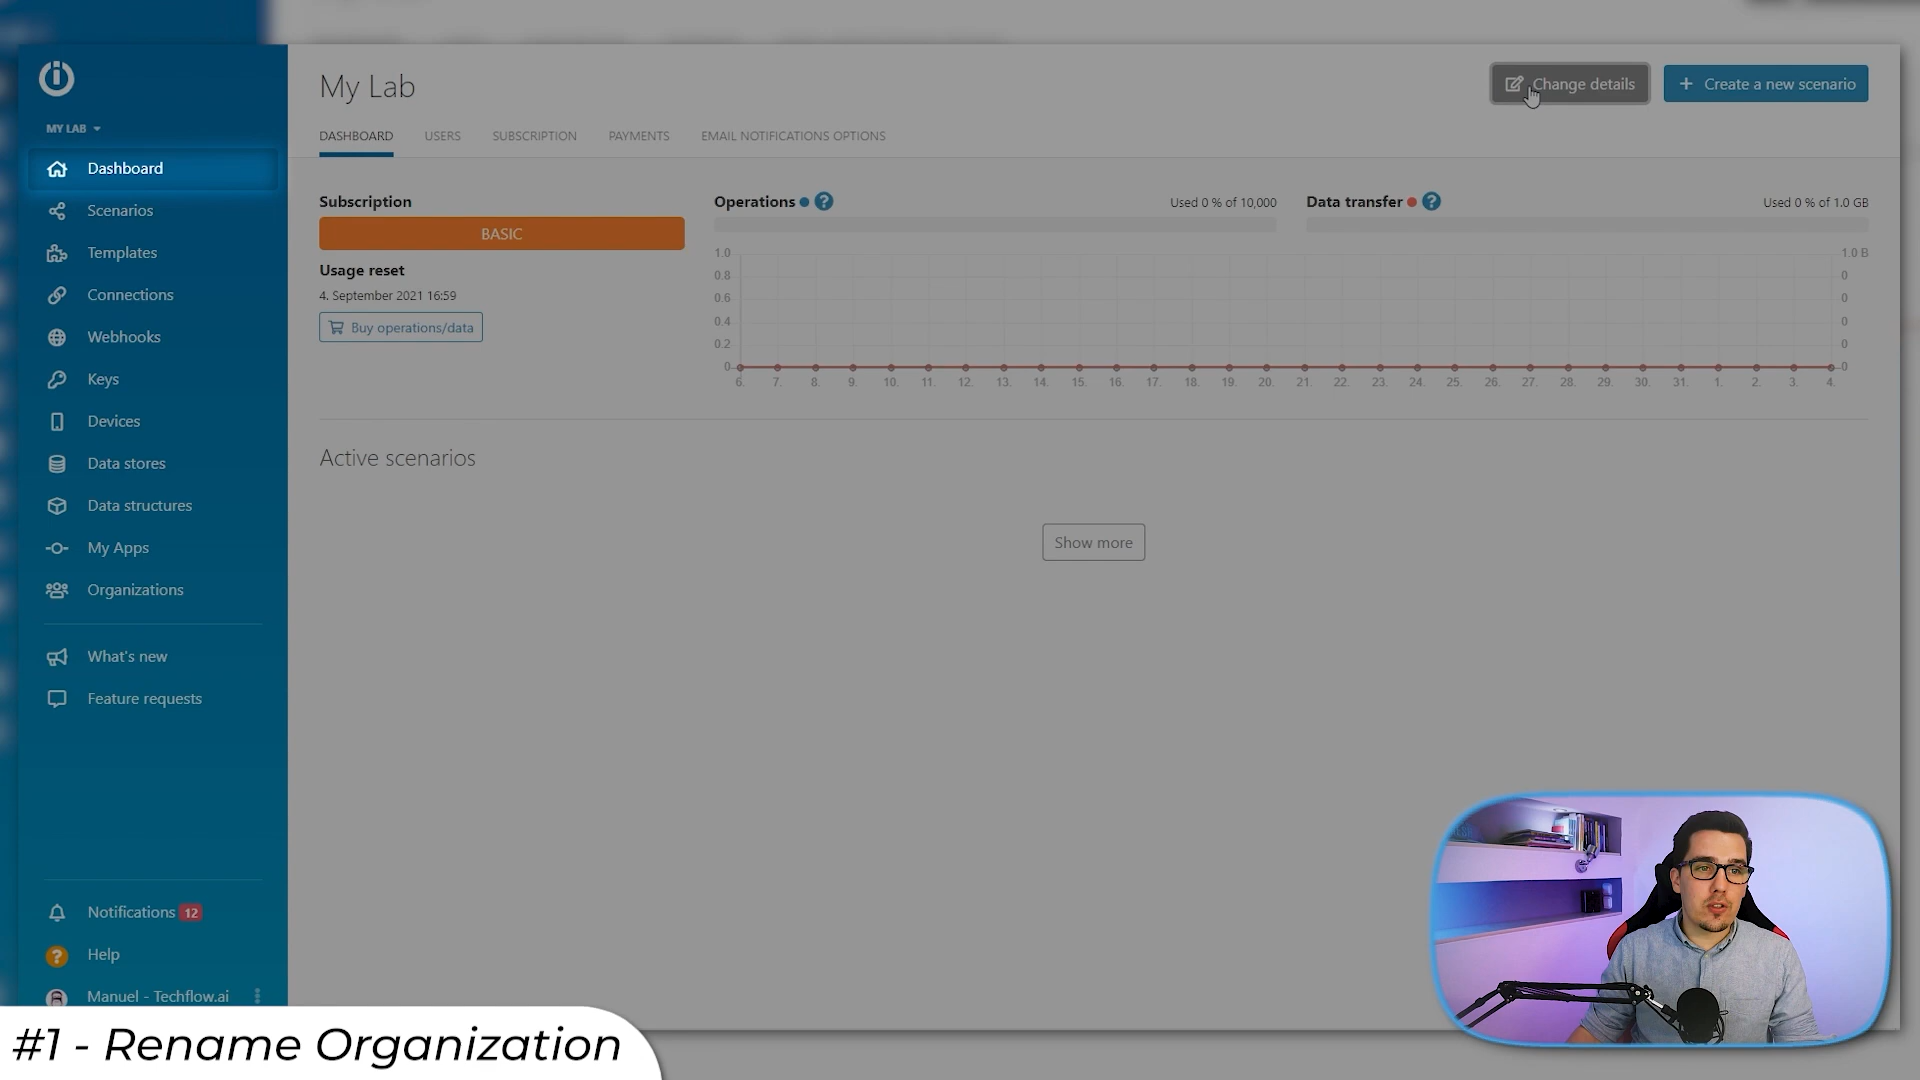 MY LAB
Dashboard
Scenarios
Templates
Connections
Webhooks
Keys
Devices
Data stores
Data structures
My Apps
Organizations
What's new
Feature requests
Notifications 12
Help
Manuel - Techflow.ai
My Lab
Change details
+ Create a new scenario
DASHBOARD USERS SUBSCRIPTION PAYMENTS EMAIL NOTIFICATIONS OPTIONS
Subscription
BASIC
Usage reset
4. September 2021 16:59
Buy operations/data
Operations ? Used 0 % of 10,000
1.0
0.8
0.6
0.4
0.2
0
Data transfer ? Used 0 % of 1.0 GB
1.0 B
0
0
0
0
0
6. 7. 8. 9. 10. 11. 12. 13. 14. 15. 16. 17. 18. 19. 20. 21. 22. 23. 24. 25. 26. 27. 28. 29. 30. 31. 1. 2. 3. 4.
Active scenarios
Show more
#1 - Rename Organization